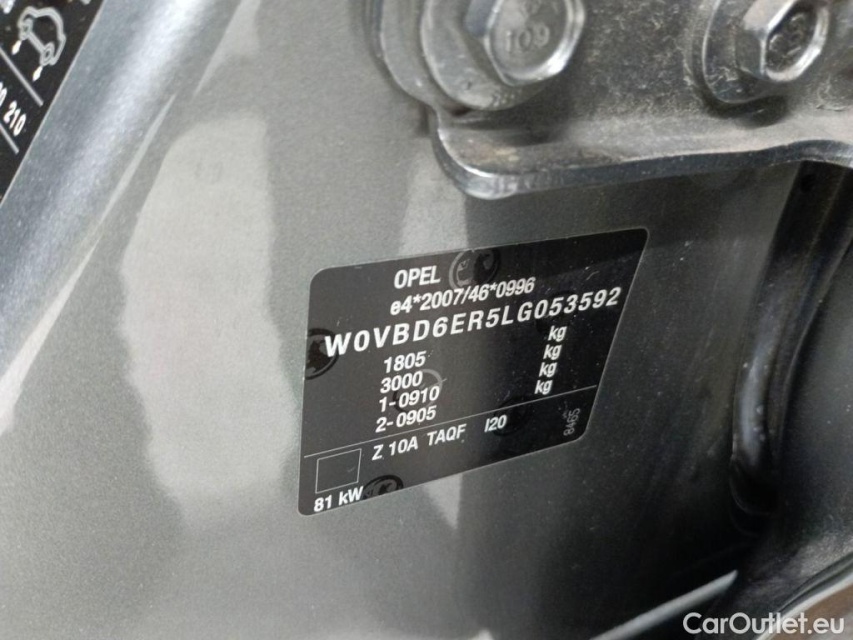 210
109
OPEL
e4*2007/46*0996
W0VBD6ER5LG053592
1805 kg
3000 kg
1-0910 kg
2-0905 kg
Z 10A TAQF I20
8465
81 kW
CarOutlet.eu